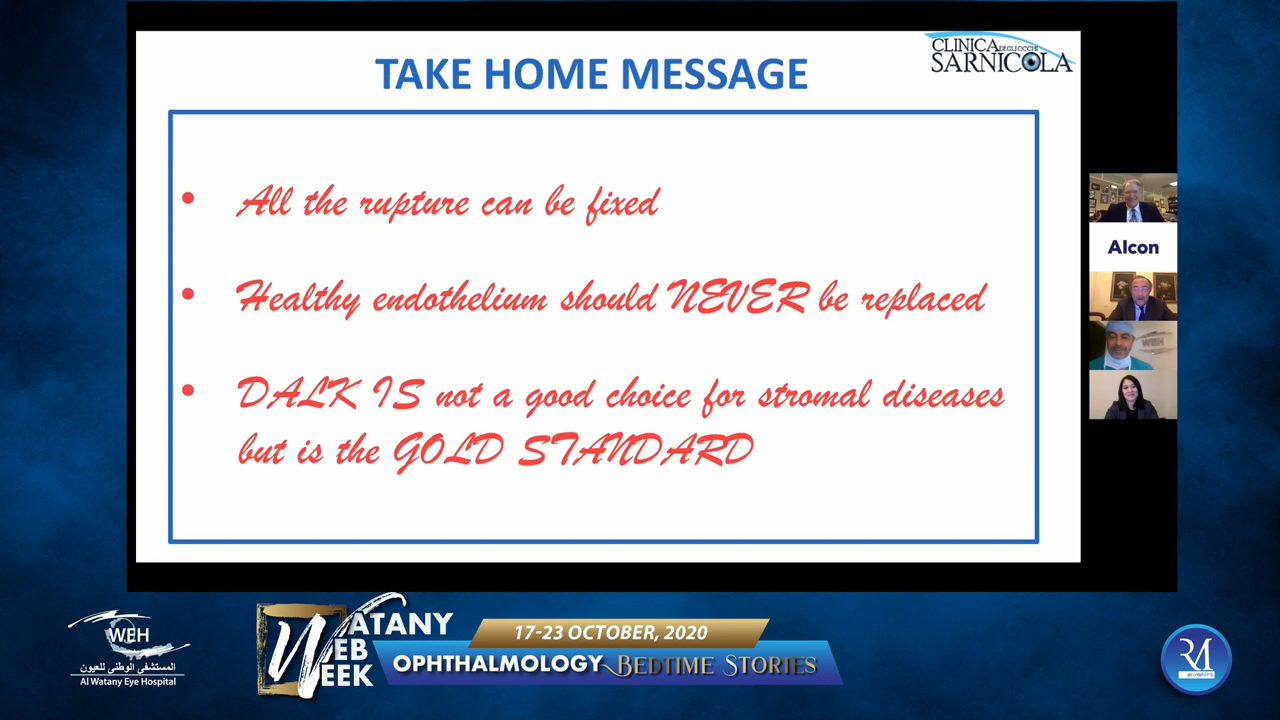 CLINICA DEGLI OCCHI
SARNICOLA
TAKE HOME MESSAGE
• All the rupture can be fixed
• Healthy endothelium should NEVER be replaced
• DALK IS not a good choice for stromal diseases
but is the GOLD STANDARD
Alcon
WEH
WEH
المستشفى الوطني للعيون
Al Watany Eye Hospital
WATANY
WEB
WEEK
17-23 OCTOBER, 2020
OPHTHALMOLOGY BEDTIME STORIES
RM
EVENTS